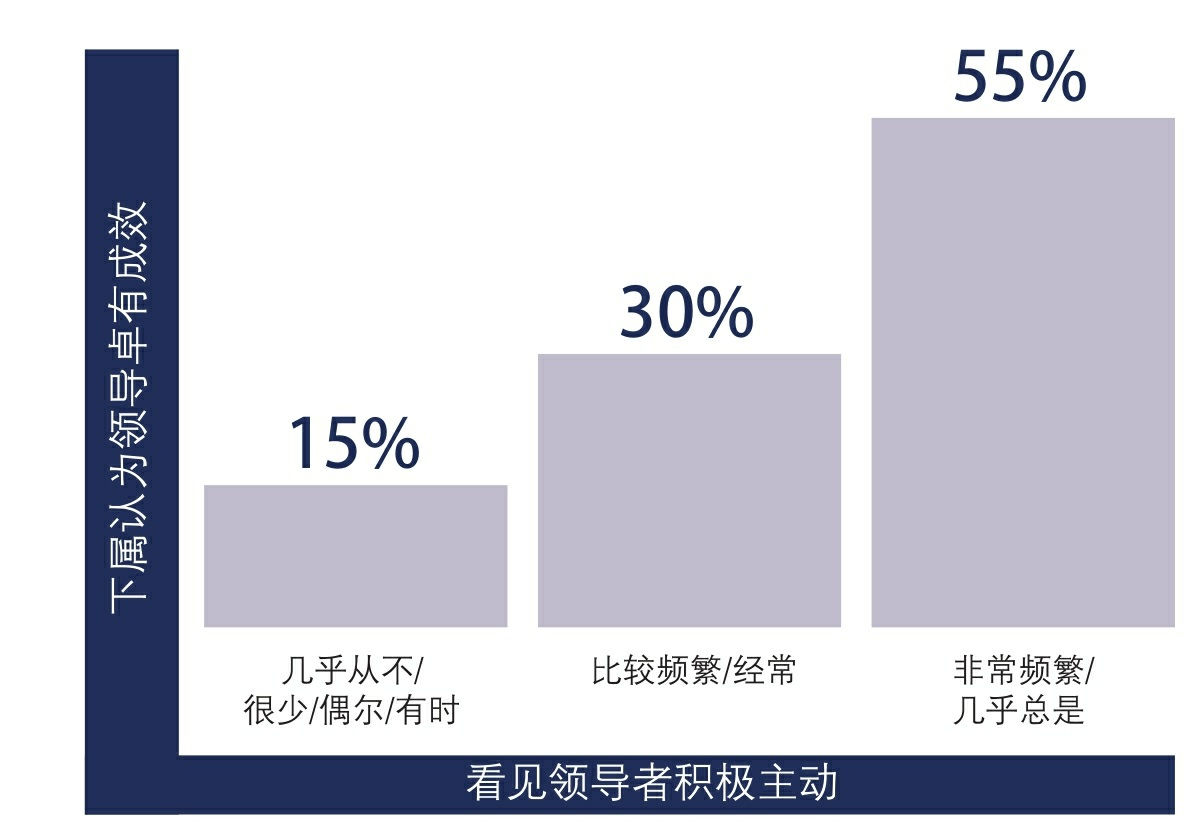 下属认为领导卓有成效
15%
30%
55%
几乎从不/
很少/偶尔/有时
比较频繁/经常
非常频繁/
几乎总是
看见领导者积极主动